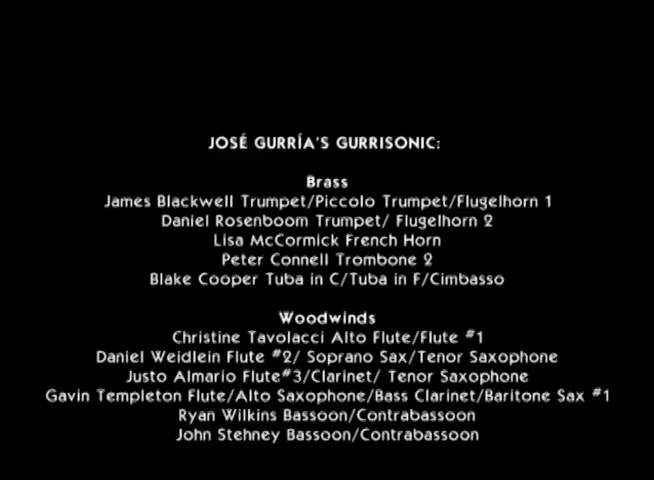 JOSÉ GURRÍA'S GURRISONIC:
Brass
James Blackwell Trumpet/Piccolo Trumpet/Flugelhorn 1
Daniel Rosenboom Trumpet/ Flugelhorn 2
Lisa McCormick French Horn
Peter Connell Trombone 2
Blake Cooper Tuba in C/Tuba in F/Cimbasso
Woodwinds
Christine Tavolacci Alto Flute/Flute #1
Daniel Weidlein Flute #2/ Soprano Sax/Tenor Saxophone
Justo Almario Flute#3/Clarinet/ Tenor Saxophone
Gavin Templeton Flute/Alto Saxophone/Bass Clarinet/Baritone Sax #1
Ryan Wilkins Bassoon/Contrabassoon
John Stehney Bassoon/Contrabassoon